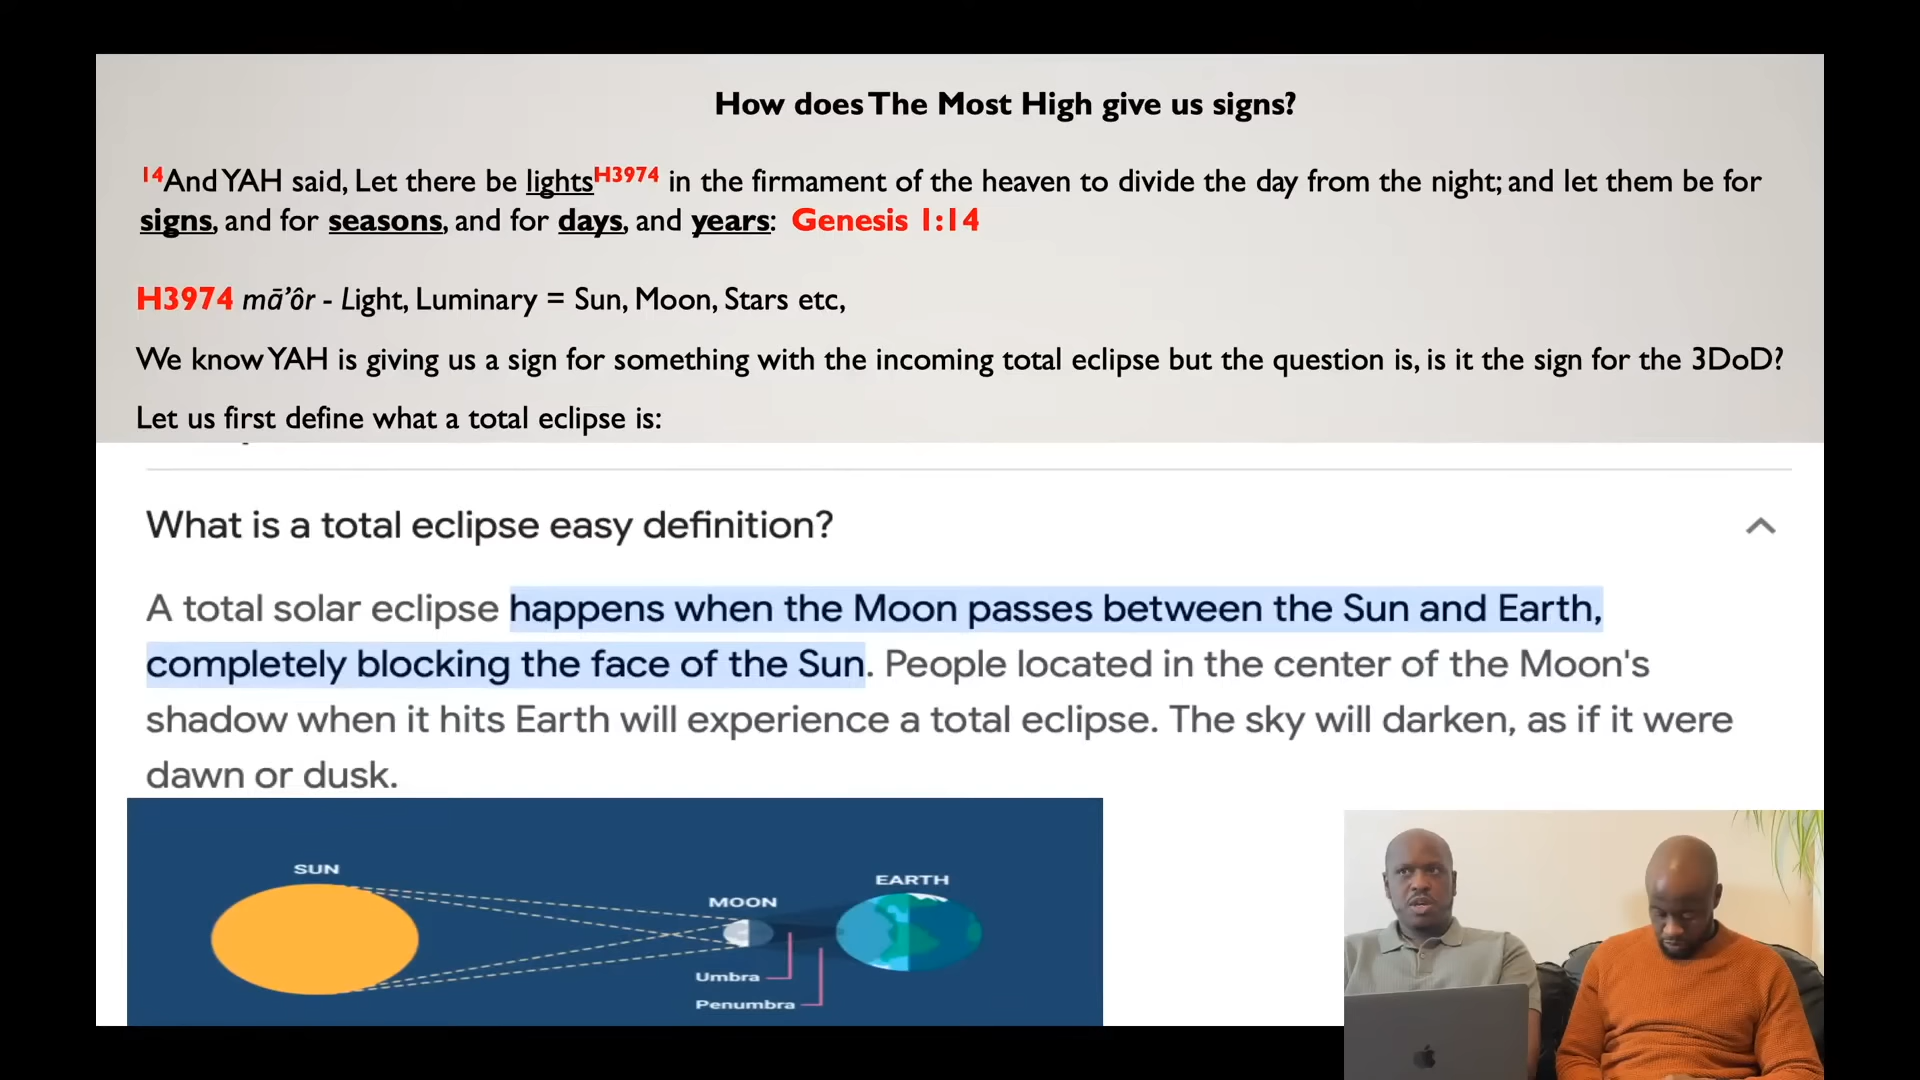 How does The Most High give us signs?
14And YAH said, Let there be lightsH3974 in the firmament of the heaven to divide the day from the night; and let them be for
signs, and for seasons, and for days, and years: Genesis 1:14
H3974 mā'ôr - Light, Luminary = Sun, Moon, Stars etc,
We know YAH is giving us a sign for something with the incoming total eclipse but the question is, is it the sign for the 3DoD?
Let us first define what a total eclipse is:
What is a total eclipse easy definition?
A total solar eclipse happens when the Moon passes between the Sun and Earth,
completely blocking the face of the Sun. People located in the center of the Moon's
shadow when it hits Earth will experience a total eclipse. The sky will darken, as if it were
dawn or dusk.
SUN
EARTH
MOON
Umbra
Penumbra